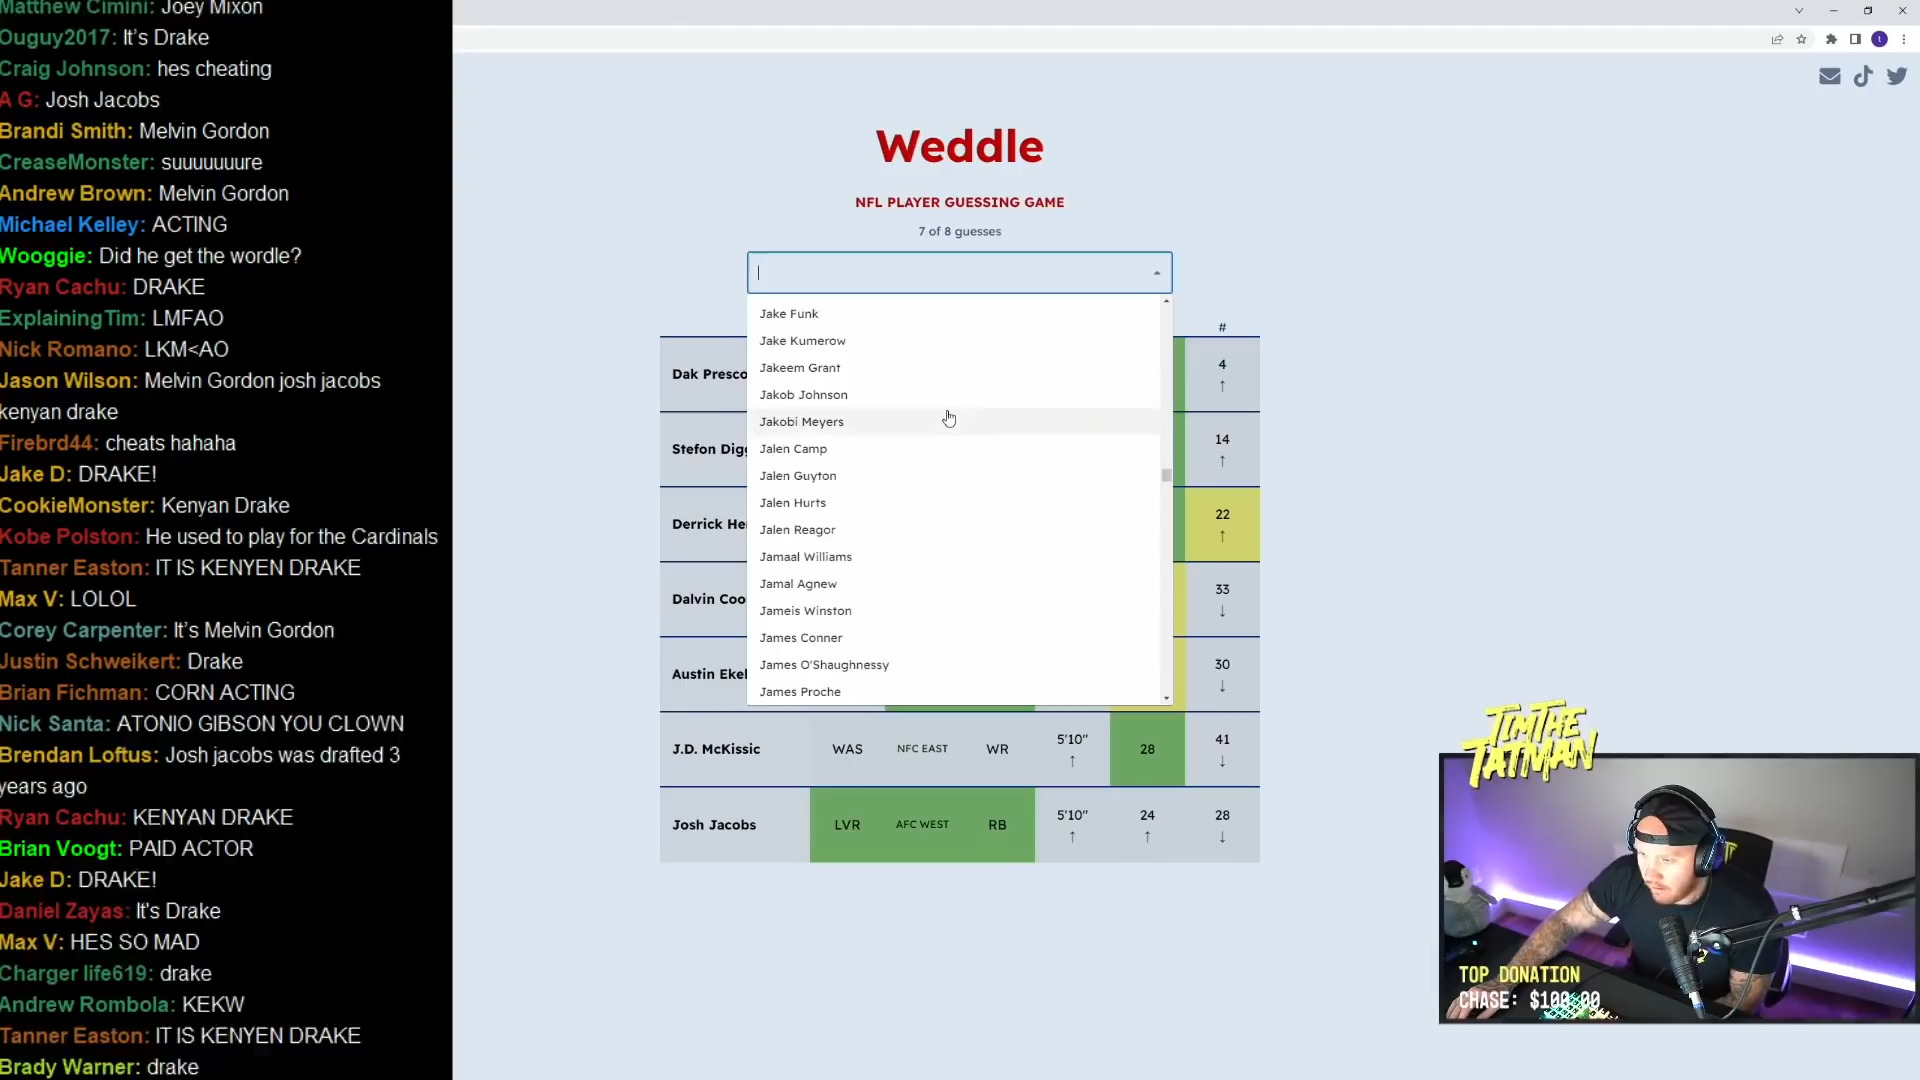 Matthew Cimini: Joey Mixon
Ouguy2017: It's Drake
Craig Johnson: hes cheating
A G: Josh Jacobs
Brandi Smith: Melvin Gordon
CreaseMonster: suuuuuuure
Andrew Brown: Melvin Gordon
Michael Kelley: ACTING
Wooggie: Did he get the wordle?
Ryan Cachu: DRAKE
ExplainingTim: LMFAO
Nick Romano: LKM<AO
Jason Wilson: Melvin Gordon josh jacobs
kenyan drake
Firebrd44: cheats hahaha
Jake D: DRAKE!
CookieMonster: Kenyan Drake
Kobe Polston: He used to play for the Cardinals
Tanner Easton: IT IS KENYEN DRAKE
Max V: LOLOL
Corey Carpenter: It's Melvin Gordon
Justin Schweikert: Drake
Brian Fichman: CORN ACTING
Nick Santa: ATONIO GIBSON YOU CLOWN
Brendan Loftus: Josh jacobs was drafted 3
years ago
Ryan Cachu: KENYAN DRAKE
Brian Voogt: PAID ACTOR
Jake D: DRAKE!
Daniel Zayas: It's Drake
Max V: HES SO MAD
Charger life619: drake
Andrew Rombola: KEKW
Tanner Easton: IT IS KENYEN DRAKE
Brady Warner: drake
t
Weddle
NFL PLAYER GUESSING GAME
7 of 8 guesses
Jake Funk
Jake Kumerow
Jakeem Grant
Jakob Johnson
Jakobi Meyers
Jalen Camp
Jalen Guyton
Jalen Hurts
Jalen Reagor
Jamaal Williams
Jamal Agnew
Jameis Winston
James Conner
James O'Shaughnessy
James Proche
#
Dak Presco 4 ↑
Stefon Digg 14 ↑
Derrick He 22 ↑
Dalvin Coo 33 ↓
Austin Ekel 30 ↓
J.D. McKissic WAS NFC EAST WR 5'10" ↑ 28 41 ↓
Josh Jacobs LVR AFC WEST RB 5'10" ↑ 24 ↑ 28 ↓
TIMTHE
TATMAN
TOP DONATION
CHASE: $100.00